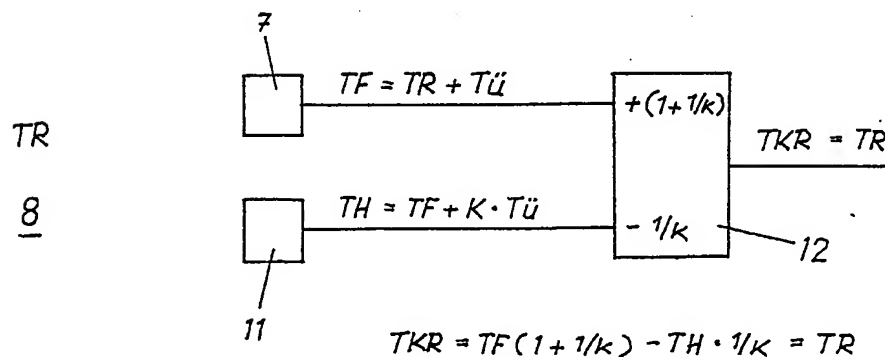 7
TF = TR + TÜ
+(1+1/K)
TR
TKR = TR
8
TH = TF + K · TÜ
- 1/K
12
11
TKR = TF(1 + 1/K) - TH · 1/K = TR